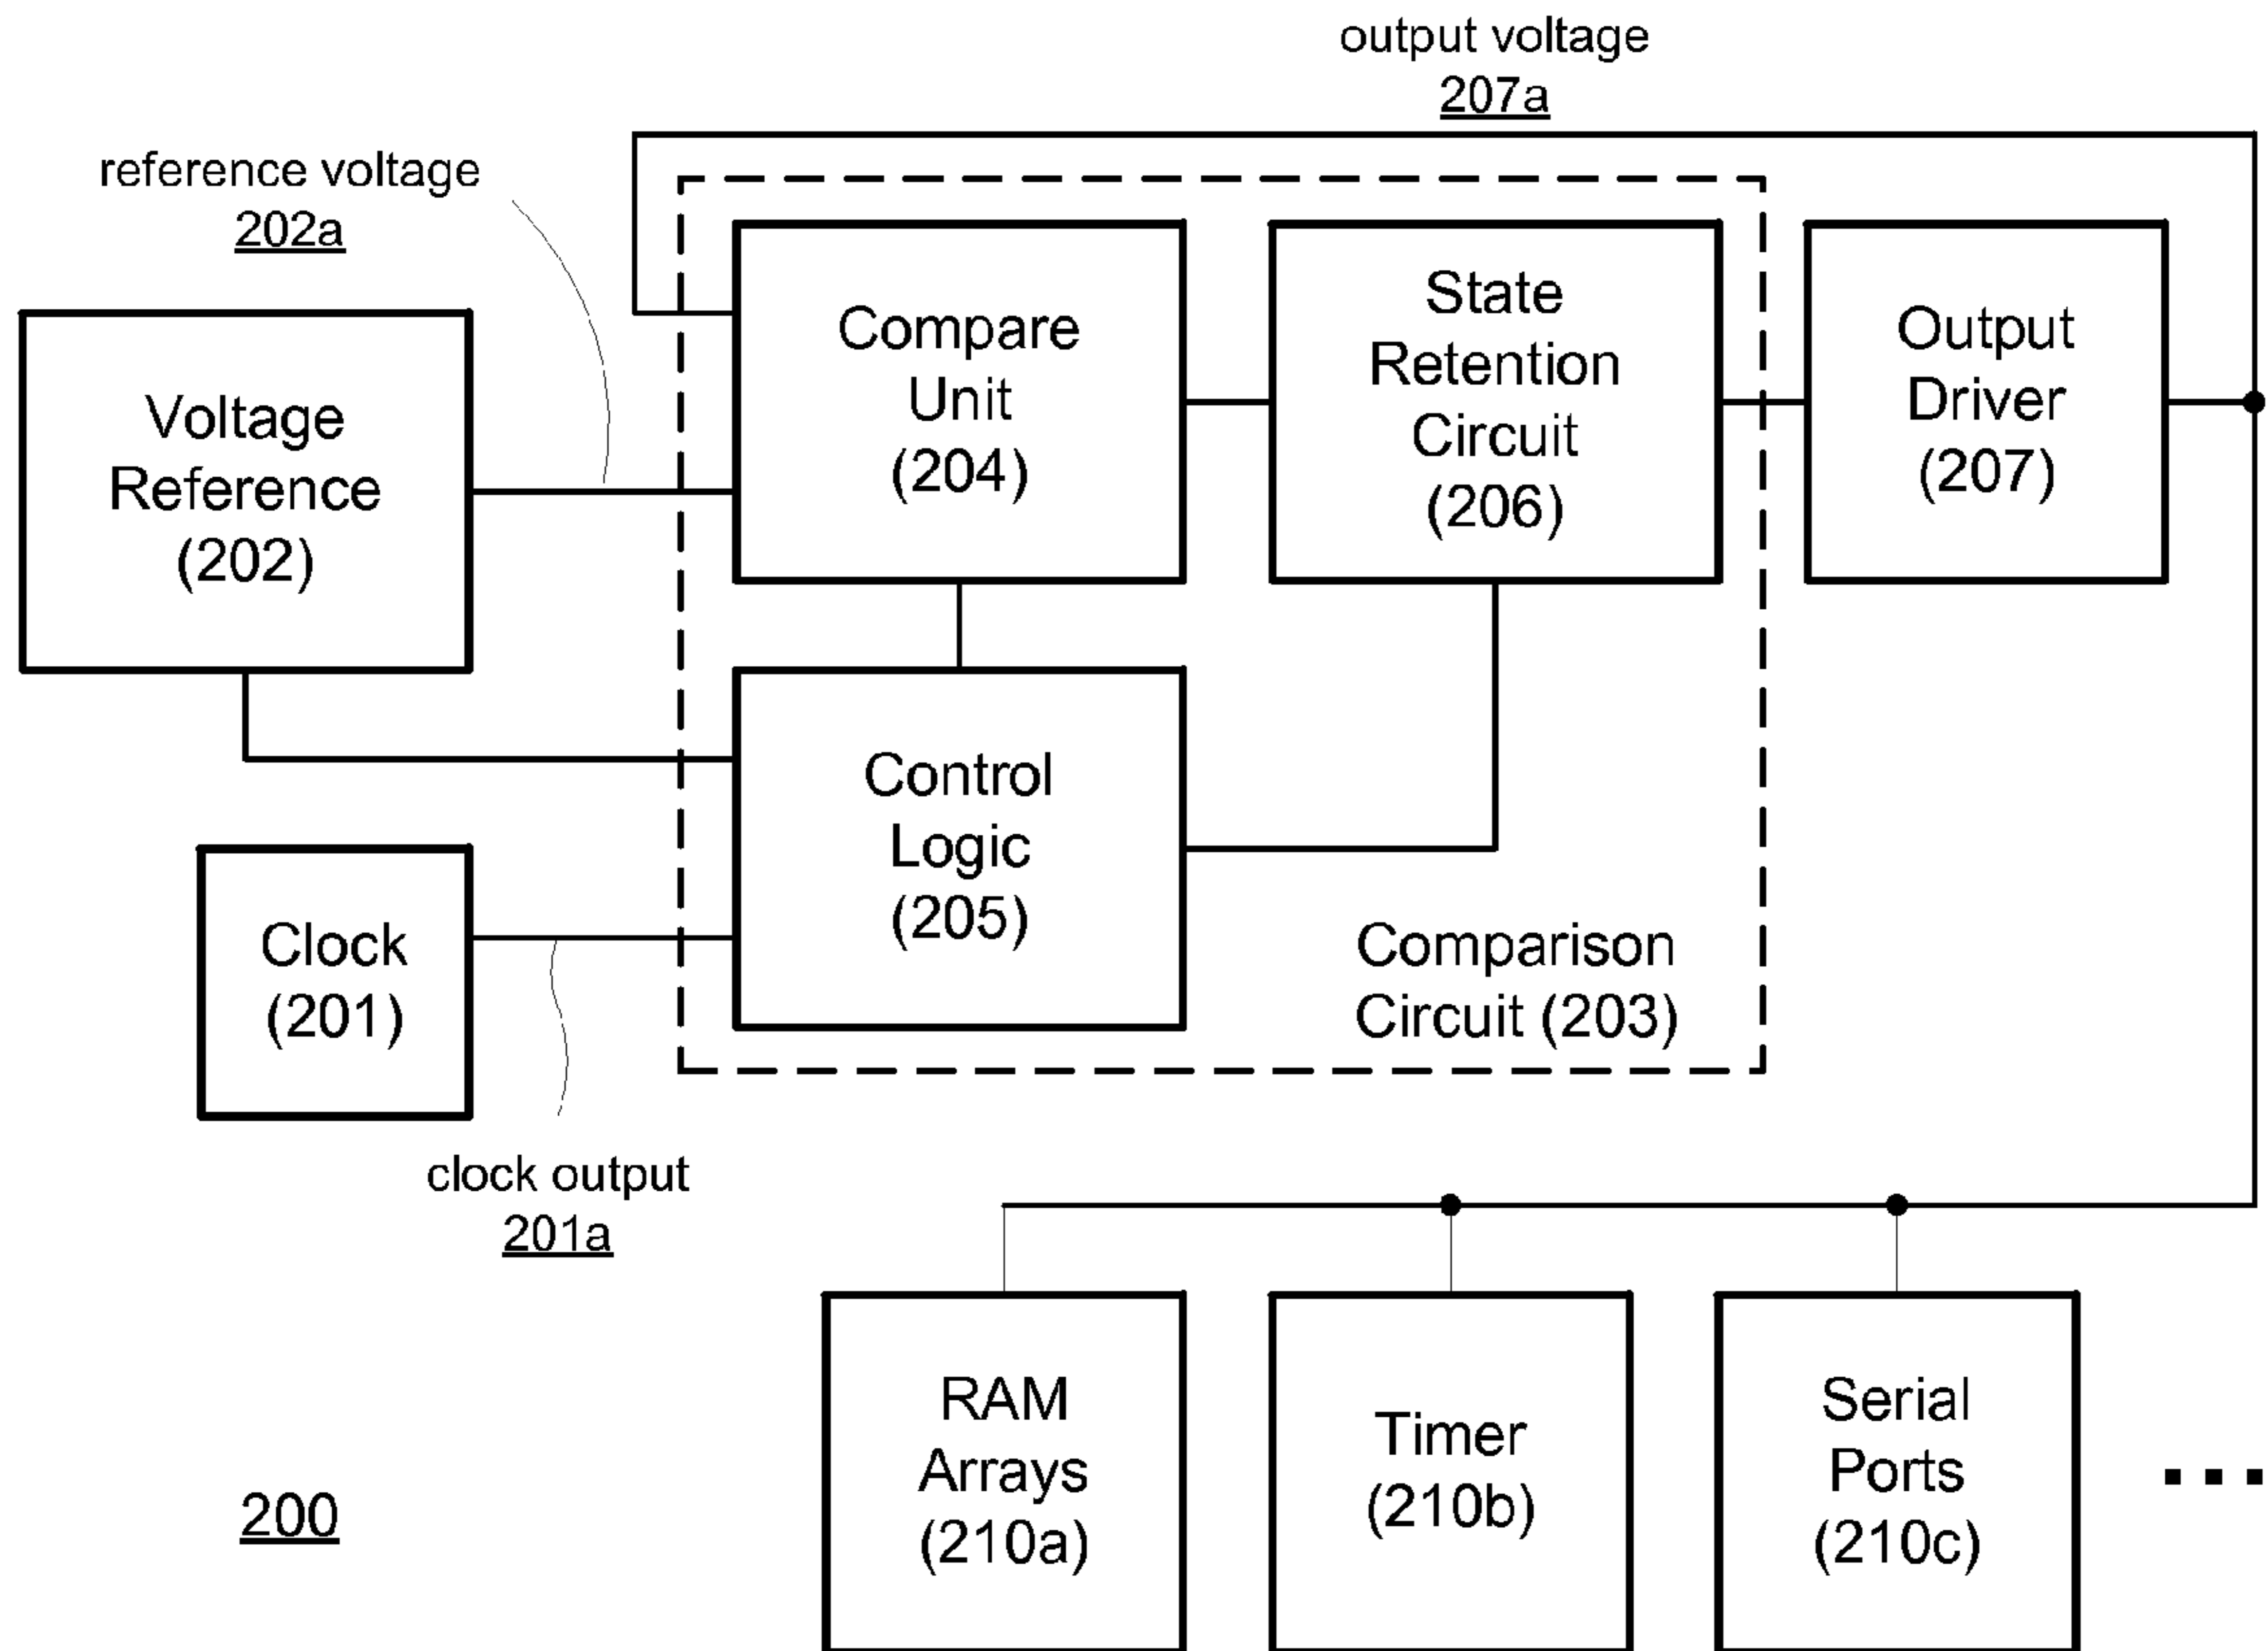 output voltage
207a
reference voltage
202a
Voltage
Reference
(202)
Compare
Unit
(204)
State
Retention
Circuit
(206)
Output
Driver
(207)
Control
Logic
(205)
Clock
(201)
Comparison
Circuit (203)
clock output
201a
RAM
Arrays
(210a)
Timer
(210b)
Serial
Ports
(210c)
...
200